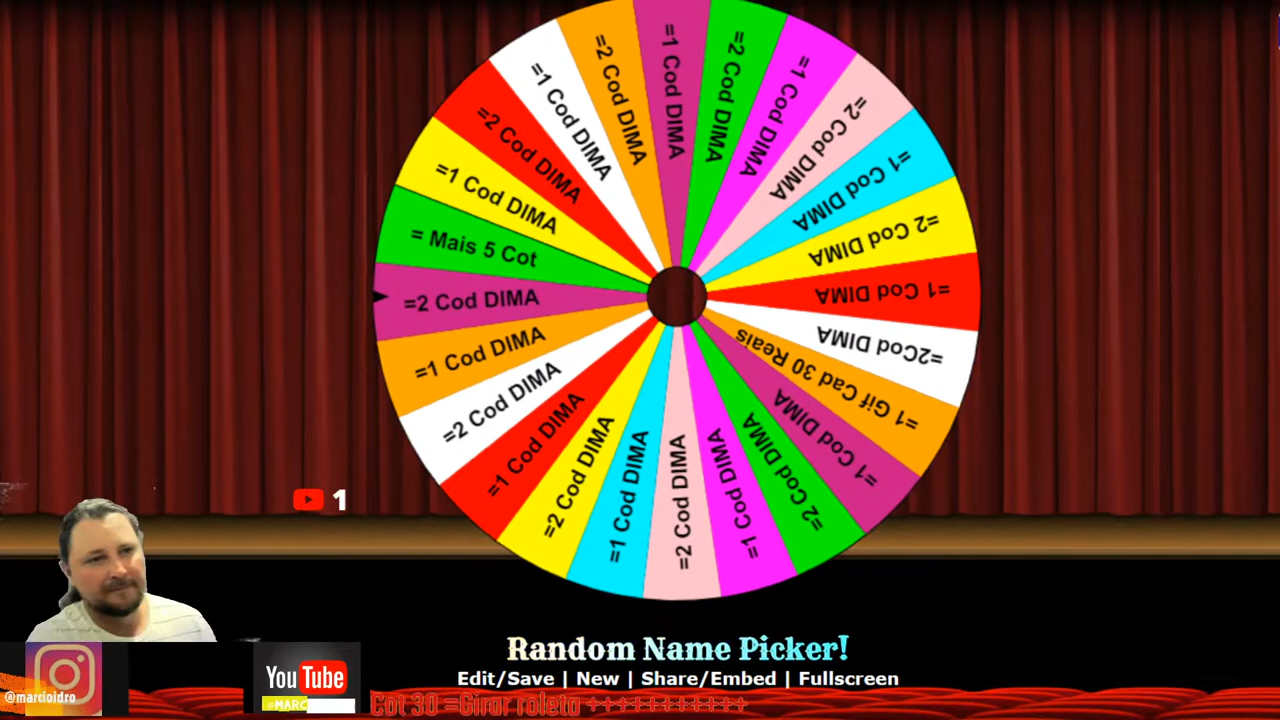 =1 Cod DIMA
=2 Cod DIMA
=1 Cod DIMA
=2 Cod DIMA
=1 Cod DIMA
=2 Cod DIMA
=1 Cod DIMA
=2Cod DIMA
=1 Gif Cad 30 Reais
=1 Cod DIMA
=2 Cod DIMA
=1 Cod DIMA
=2 Cod DIMA
=1 Cod DIMA
=2 Cod DIMA
=1 Cod DIMA
=2 Cod DIMA
=1 Cod DIMA
=2 Cod DIMA
= Mais 5 Cot
=1 Cod DIMA
=2 Cod DIMA
=1 Cod DIMA
=2 Cod DIMA
1
Random Name Picker!
Edit/Save | New | Share/Embed | Fullscreen
@marcioidro
YouTube
@MARC
Cot 30 =Girar roleta +++++++++++